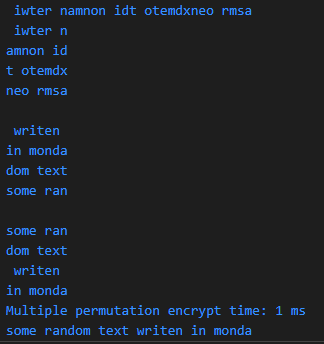 iwter namnon idt otemdxneo rmsa
 iwter n
amnon id
t otemdx
neo rmsa

 writen
in monda
dom text
some ran

some ran
dom text
 writen
in monda
Multiple permutation encrypt time: 1 ms
some random text writen in monda